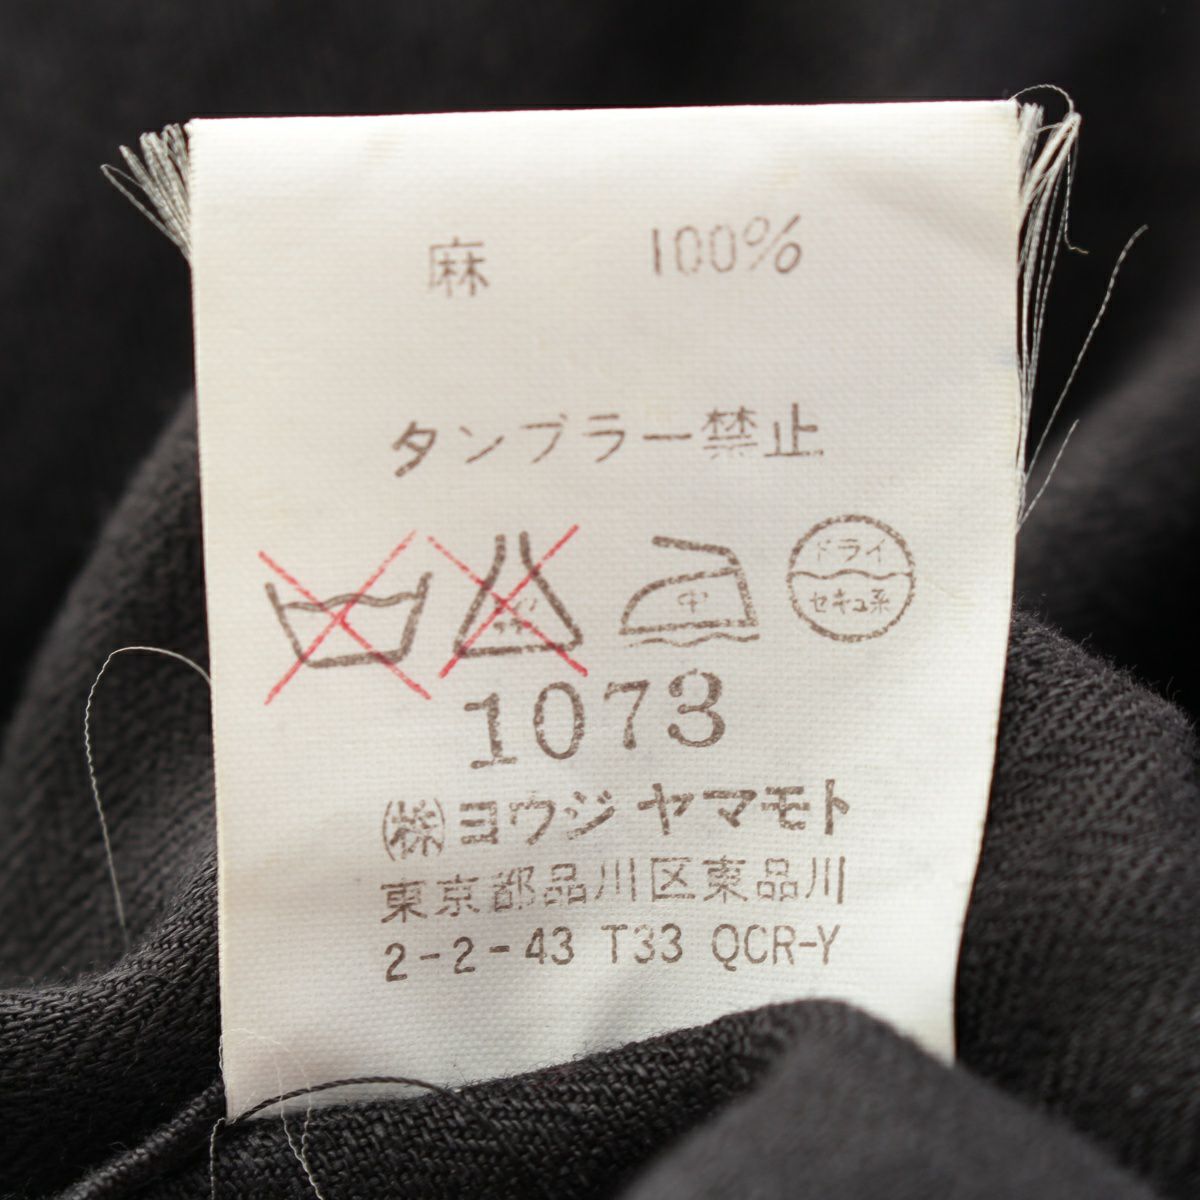 麻 100%
タンブラー禁止
中
ドライ
セキユ系
1073
㈱ヨウジヤマモト
東京都品川区東品川
2-2-43 T33 QCR-Y